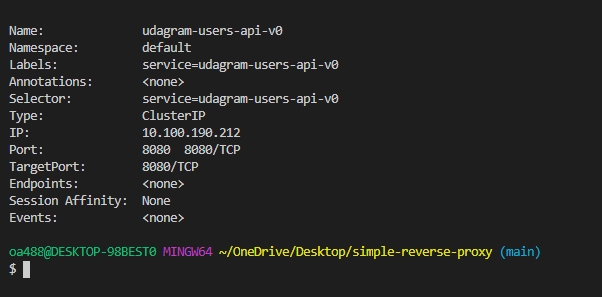 Name: udagram-users-api-v0
Namespace: default
Labels: service=udagram-users-api-v0
Annotations: <none>
Selector: service=udagram-users-api-v0
Type: ClusterIP
IP: 10.100.190.212
Port: 8080 8080/TCP
TargetPort: 8080/TCP
Endpoints: <none>
Session Affinity: None
Events: <none>
oa488@DESKTOP-98BEST0 MINGW64 ~/OneDrive/Desktop/simple-reverse-proxy (main)
$